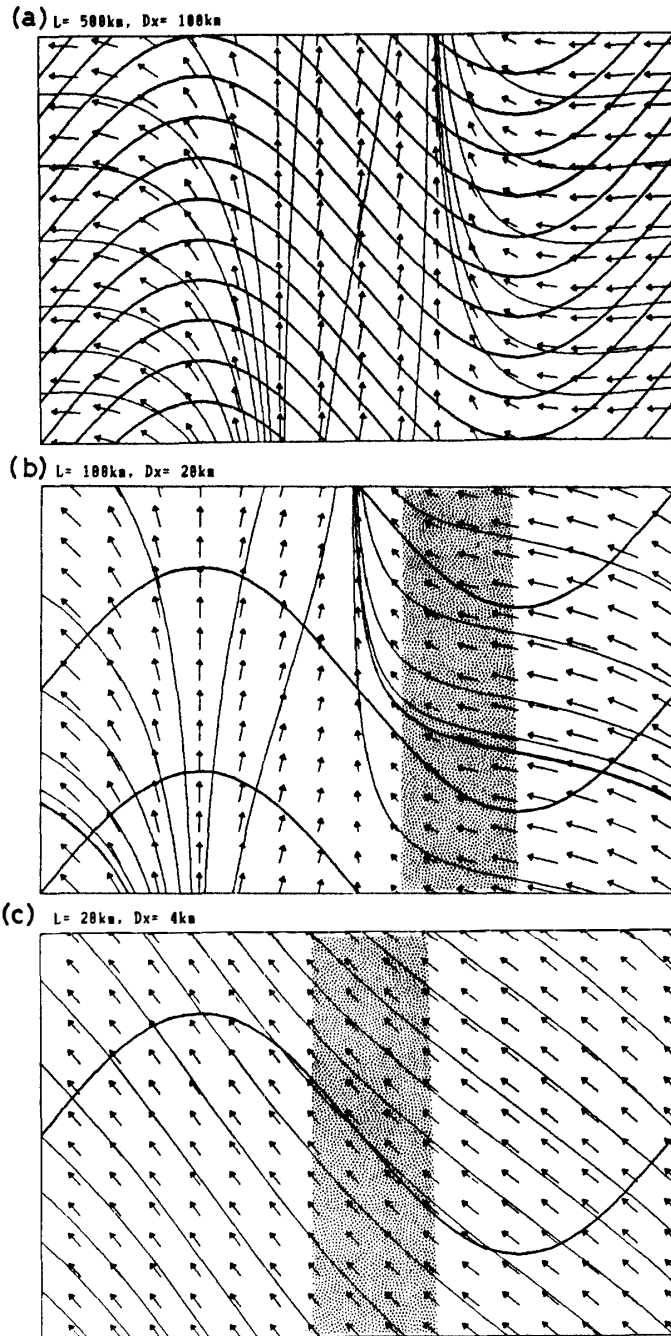 (a) L= 500km, Dx= 100km
(b) L= 100km, Dx= 20km
(c) L= 20km, Dx= 4km